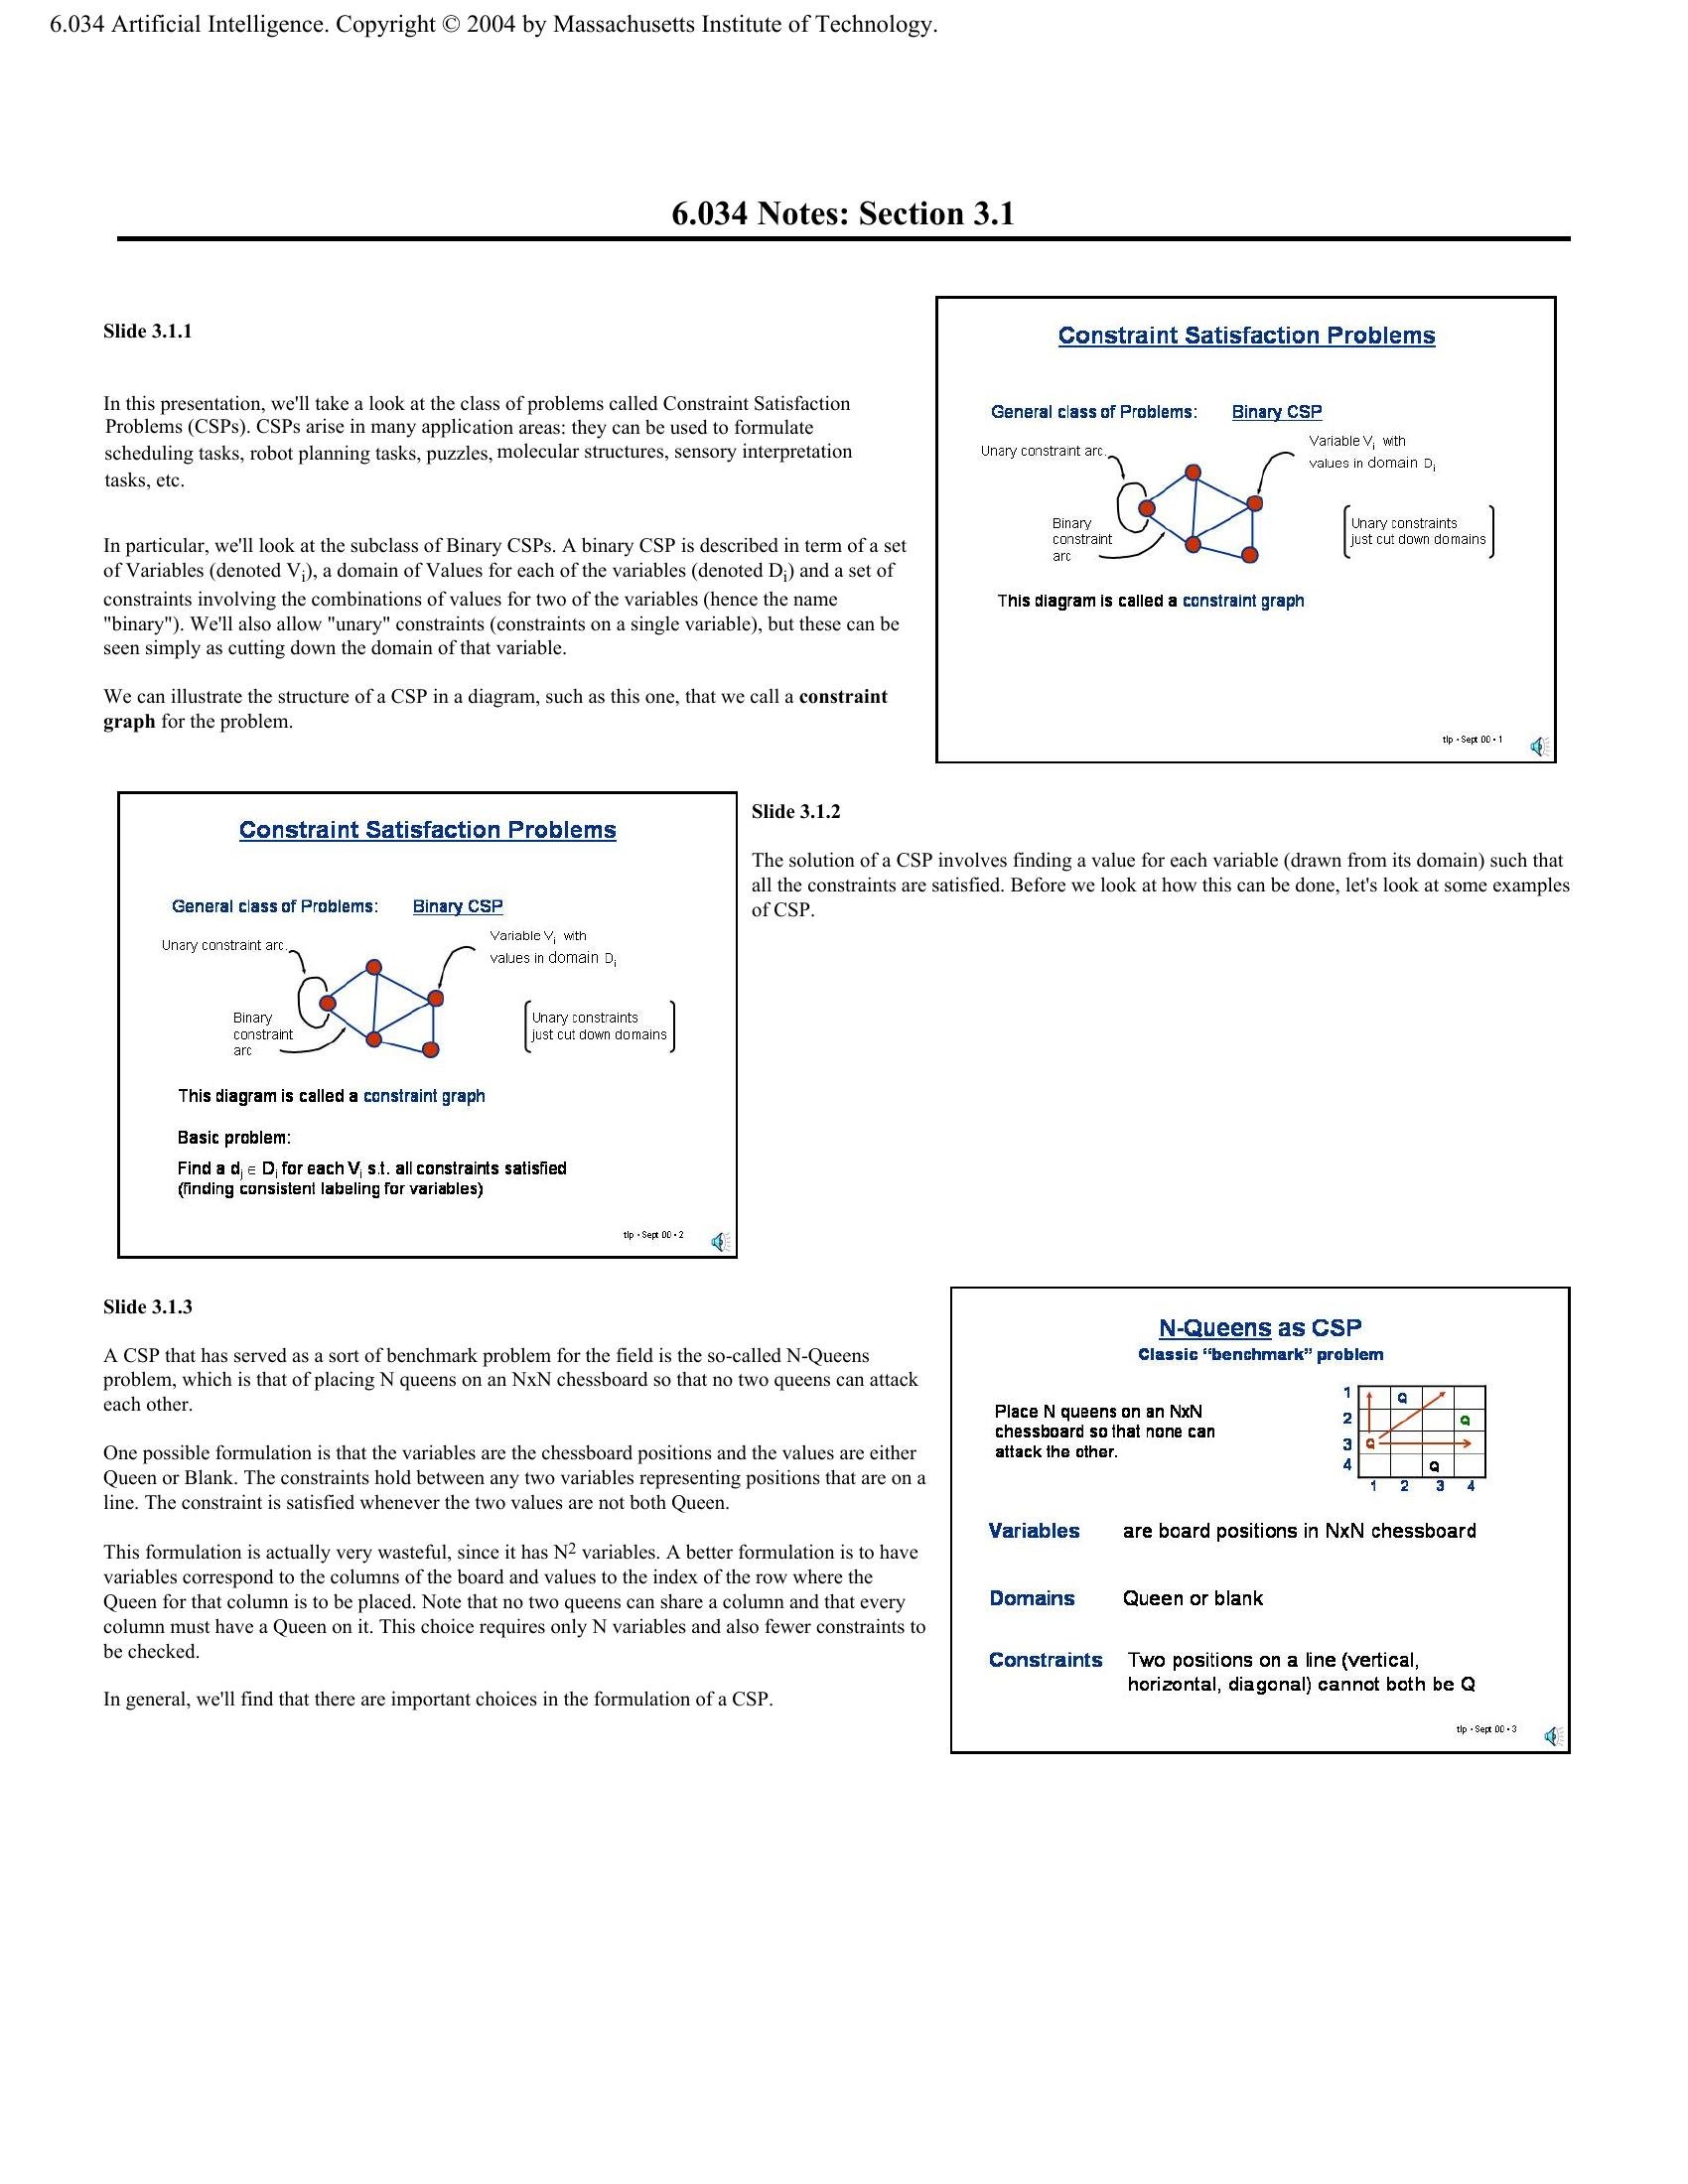 6.034 Artificial Intelligence. Copyright © 2004 by Massachusetts Institute of Technology.
6.034 Notes: Section 3.1
Slide 3.1.1
In this presentation, we'll take a look at the class of problems called Constraint Satisfaction
Problems (CSPs). CSPs arise in many application areas: they can be used to formulate
scheduling tasks, robot planning tasks, puzzles, molecular structures, sensory interpretation
tasks, etc.
In particular, we'll look at the subclass of Binary CSPs. A binary CSP is described in term of a set
of Variables (denoted Vi), a domain of Values for each of the variables (denoted Di) and a set of
constraints involving the combinations of values for two of the variables (hence the name
"binary"). We'll also allow "unary" constraints (constraints on a single variable), but these can be
seen simply as cutting down the domain of that variable.
We can illustrate the structure of a CSP in a diagram, such as this one, that we call a constraint
graph for the problem.
Constraint Satisfaction Problems
General class of Problems: Binary CSP
Unary constraint arc.
Variable Vi with
values in domain Di
Binary
constraint
arc
Unary constraints
just cut down domains
This diagram is called a constraint graph
tlp • Sept 00 • 1
Constraint Satisfaction Problems
General class of Problems: Binary CSP
Unary constraint arc.
Variable Vi with
values in domain Di
Binary
constraint
arc
Unary constraints
just cut down domains
This diagram is called a constraint graph
Basic problem:
Find a dj ∈ Di for each Vi s.t. all constraints satisfied
(finding consistent labeling for variables)
tlp • Sept 00 • 2
Slide 3.1.2
The solution of a CSP involves finding a value for each variable (drawn from its domain) such that
all the constraints are satisfied. Before we look at how this can be done, let's look at some examples
of CSP.
Slide 3.1.3
A CSP that has served as a sort of benchmark problem for the field is the so-called N-Queens
problem, which is that of placing N queens on an NxN chessboard so that no two queens can attack
each other.
One possible formulation is that the variables are the chessboard positions and the values are either
Queen or Blank. The constraints hold between any two variables representing positions that are on a
line. The constraint is satisfied whenever the two values are not both Queen.
This formulation is actually very wasteful, since it has N2 variables. A better formulation is to have
variables correspond to the columns of the board and values to the index of the row where the
Queen for that column is to be placed. Note that no two queens can share a column and that every
column must have a Queen on it. This choice requires only N variables and also fewer constraints to
be checked.
In general, we'll find that there are important choices in the formulation of a CSP.
N-Queens as CSP
Classic “benchmark” problem
Place N queens on an NxN
chessboard so that none can
attack the other.
1 Q
2 Q
3 Q
4 Q
1 2 3 4
Variables are board positions in NxN chessboard
Domains Queen or blank
Constraints Two positions on a line (vertical,
horizontal, diagonal) cannot both be Q
tlp • Sept 00 • 3